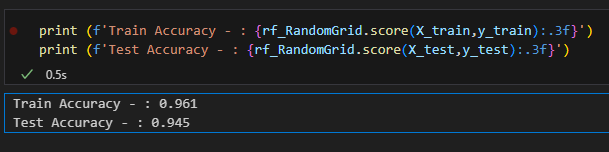 print (f'Train Accuracy - : {rf_RandomGrid.score(X_train,y_train):.3f}')
print (f'Test Accuracy - : {rf_RandomGrid.score(X_test,y_test):.3f}')
0.5s
Train Accuracy - : 0.961
Test Accuracy - : 0.945